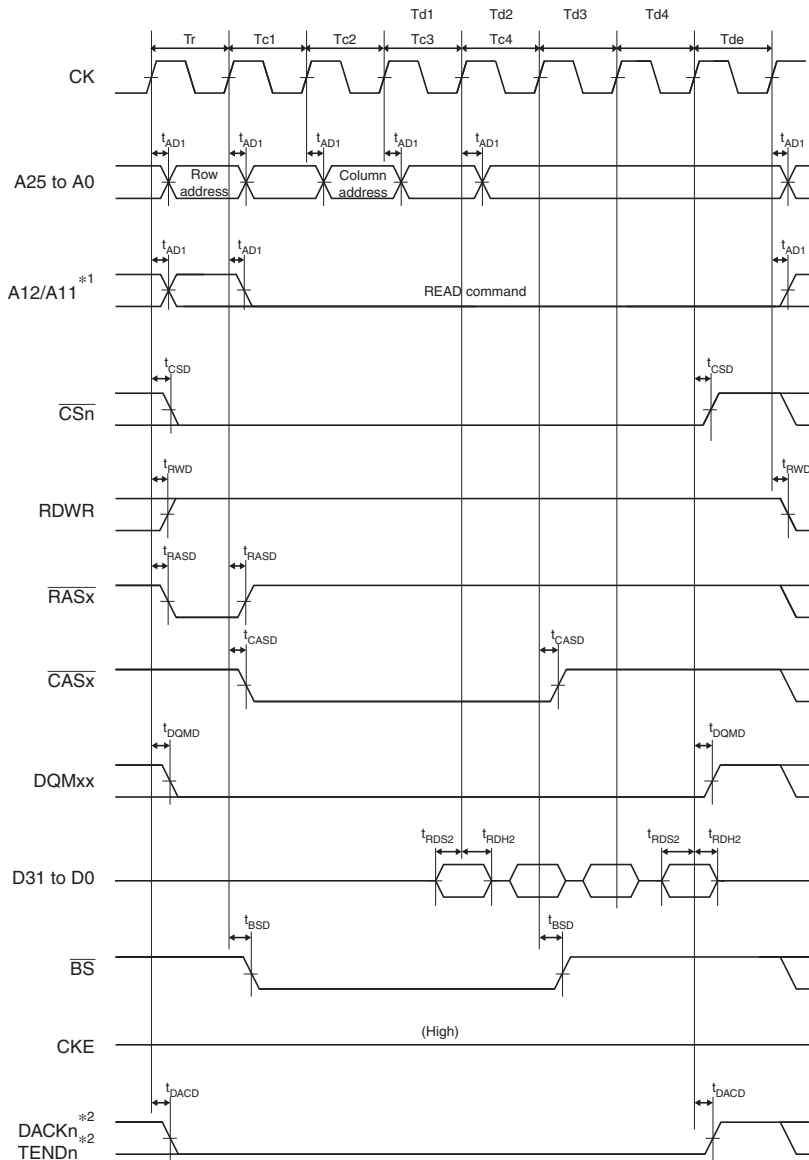 Td1 Td2 Td3 Td4
Tr Tc1 Tc2 Tc3 Tc4 Tde
CK
tAD1 tAD1 tAD1 tAD1 tAD1 tAD1
A25 to A0
Row address
Column address
tAD1 tAD1 tAD1
A12/A11 *1
READ command
tCSD tCSD
CSn
tRWD tRWD
RDWR
tRASD tRASD
RASx
tCASD tCASD
CASx
tDQMD tDQMD
DQMxx
tRDS2 tRDH2 tRDS2 tRDH2
D31 to D0
tBSD tBSD
BS
(High)
CKE
tDACD tDACD
DACKn *2
TENDn *2